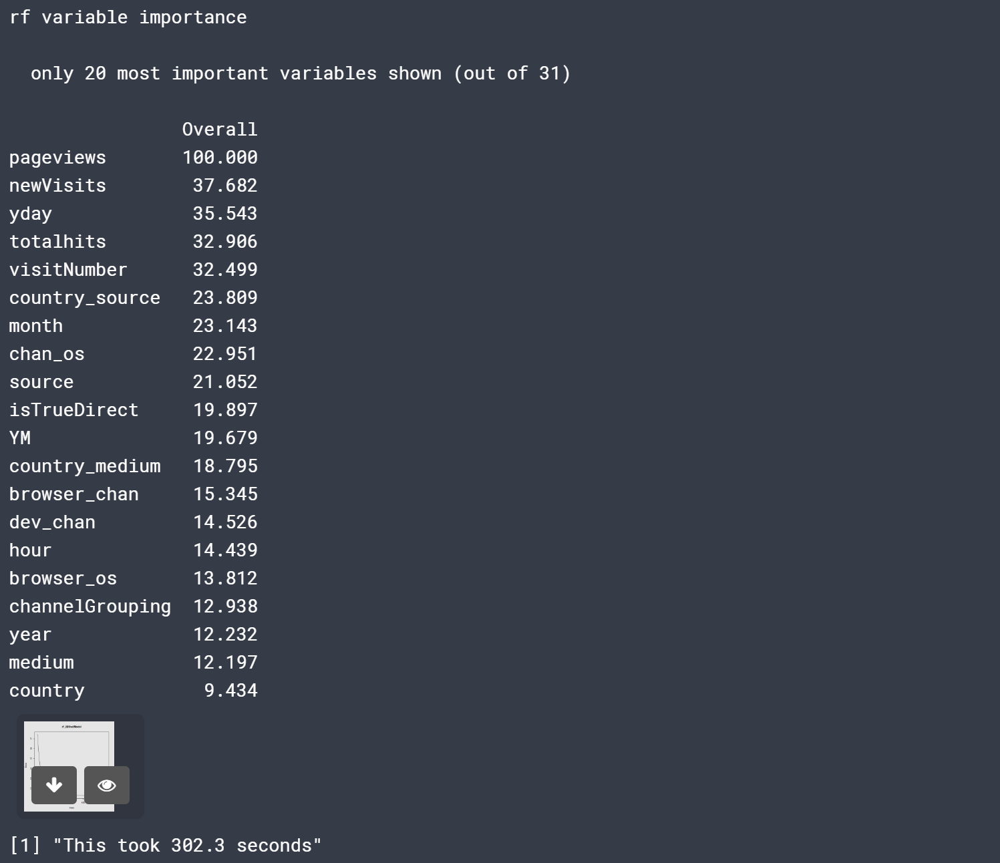 rf variable importance
only 20 most important variables shown (out of 31)
Overall
pageviews 100.000
newVisits 37.682
yday 35.543
totalhits 32.906
visitNumber 32.499
country_source 23.809
month 23.143
chan_os 22.951
source 21.052
isTrueDirect 19.897
YM 19.679
country_medium 18.795
browser_chan 15.345
dev_chan 14.526
hour 14.439
browser_os 13.812
channelGrouping 12.938
year 12.232
medium 12.197
country 9.434
[1] "This took 302.3 seconds"